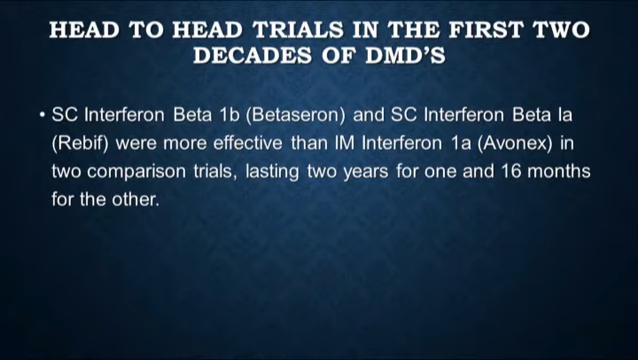 HEAD TO HEAD TRIALS IN THE FIRST TWO
DECADES OF DMD'S
• SC Interferon Beta 1b (Betaseron) and SC Interferon Beta Ia
(Rebif) were more effective than IM Interferon 1a (Avonex) in
two comparison trials, lasting two years for one and 16 months
for the other.